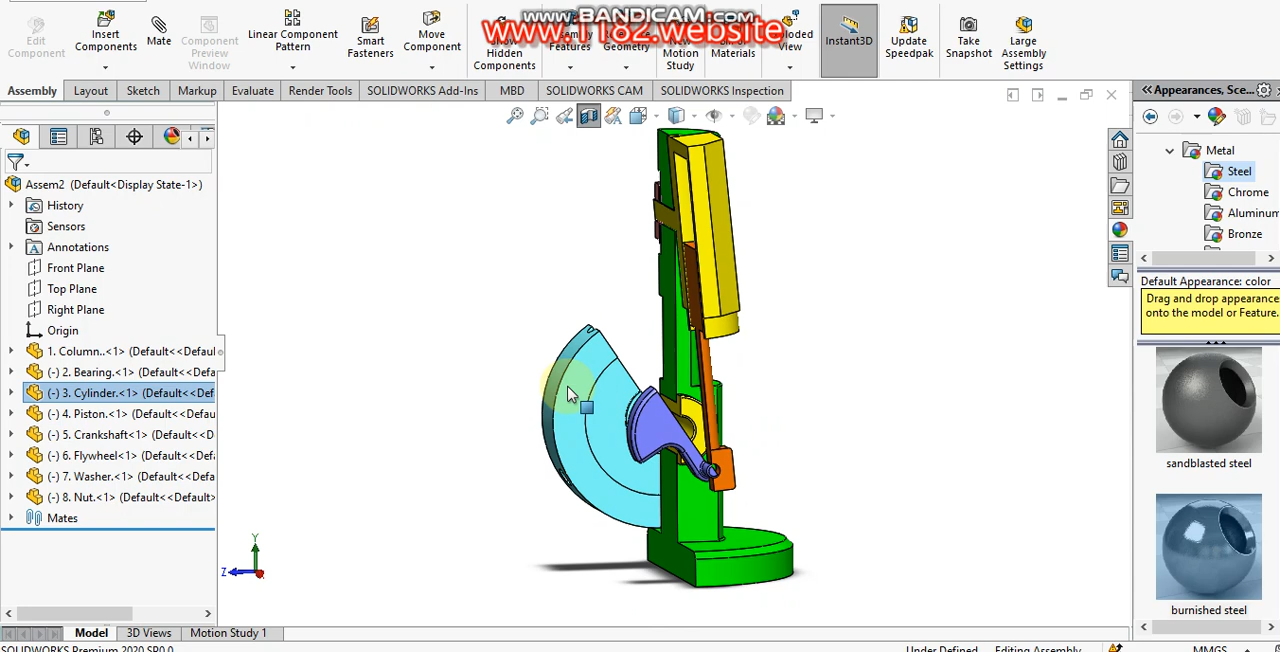 www.BANDICAM.com
www.1182.website
Edit Component
Insert Components
Mate
Component Preview Window
Linear Component Pattern
Smart Fasteners
Move Component
Show Hidden Components
Assembly Features
Reference Geometry
New Motion Study
Bill of Materials
Exploded View
Instant3D
Update Speedpak
Take Snapshot
Large Assembly Settings
Assembly
Layout
Sketch
Markup
Evaluate
Render Tools
SOLIDWORKS Add-Ins
MBD
SOLIDWORKS CAM
SOLIDWORKS Inspection
Appearances, Sce...
Assem2 (Default<Display State-1>)
History
Sensors
A Annotations
Front Plane
Top Plane
Right Plane
Origin
1. Column..<1> (Default<<Defaul
(-) 2. Bearing.<1> (Default<<Defa
(-) 3. Cylinder.<1> (Default<<Def
(-) 4. Piston.<1> (Default<<Defau
(-) 5. Crankshaft<1> (Default<<D
(-) 6. Flywheel<1> (Default<<Def
(-) 7. Washer.<1> (Default<<Defa
(-) 8. Nut.<1> (Default<<Default>
Mates
Y
Z
Metal
Steel
Chrome
Aluminum
Bronze
Default Appearance: color
Drag and drop appearance
onto the model or Feature.
sandblasted steel
burnished steel
Model
3D Views
Motion Study 1
SOLIDWORKS Premium 2020 SP0.0
Under Defined
Editing Assembly
MMGS